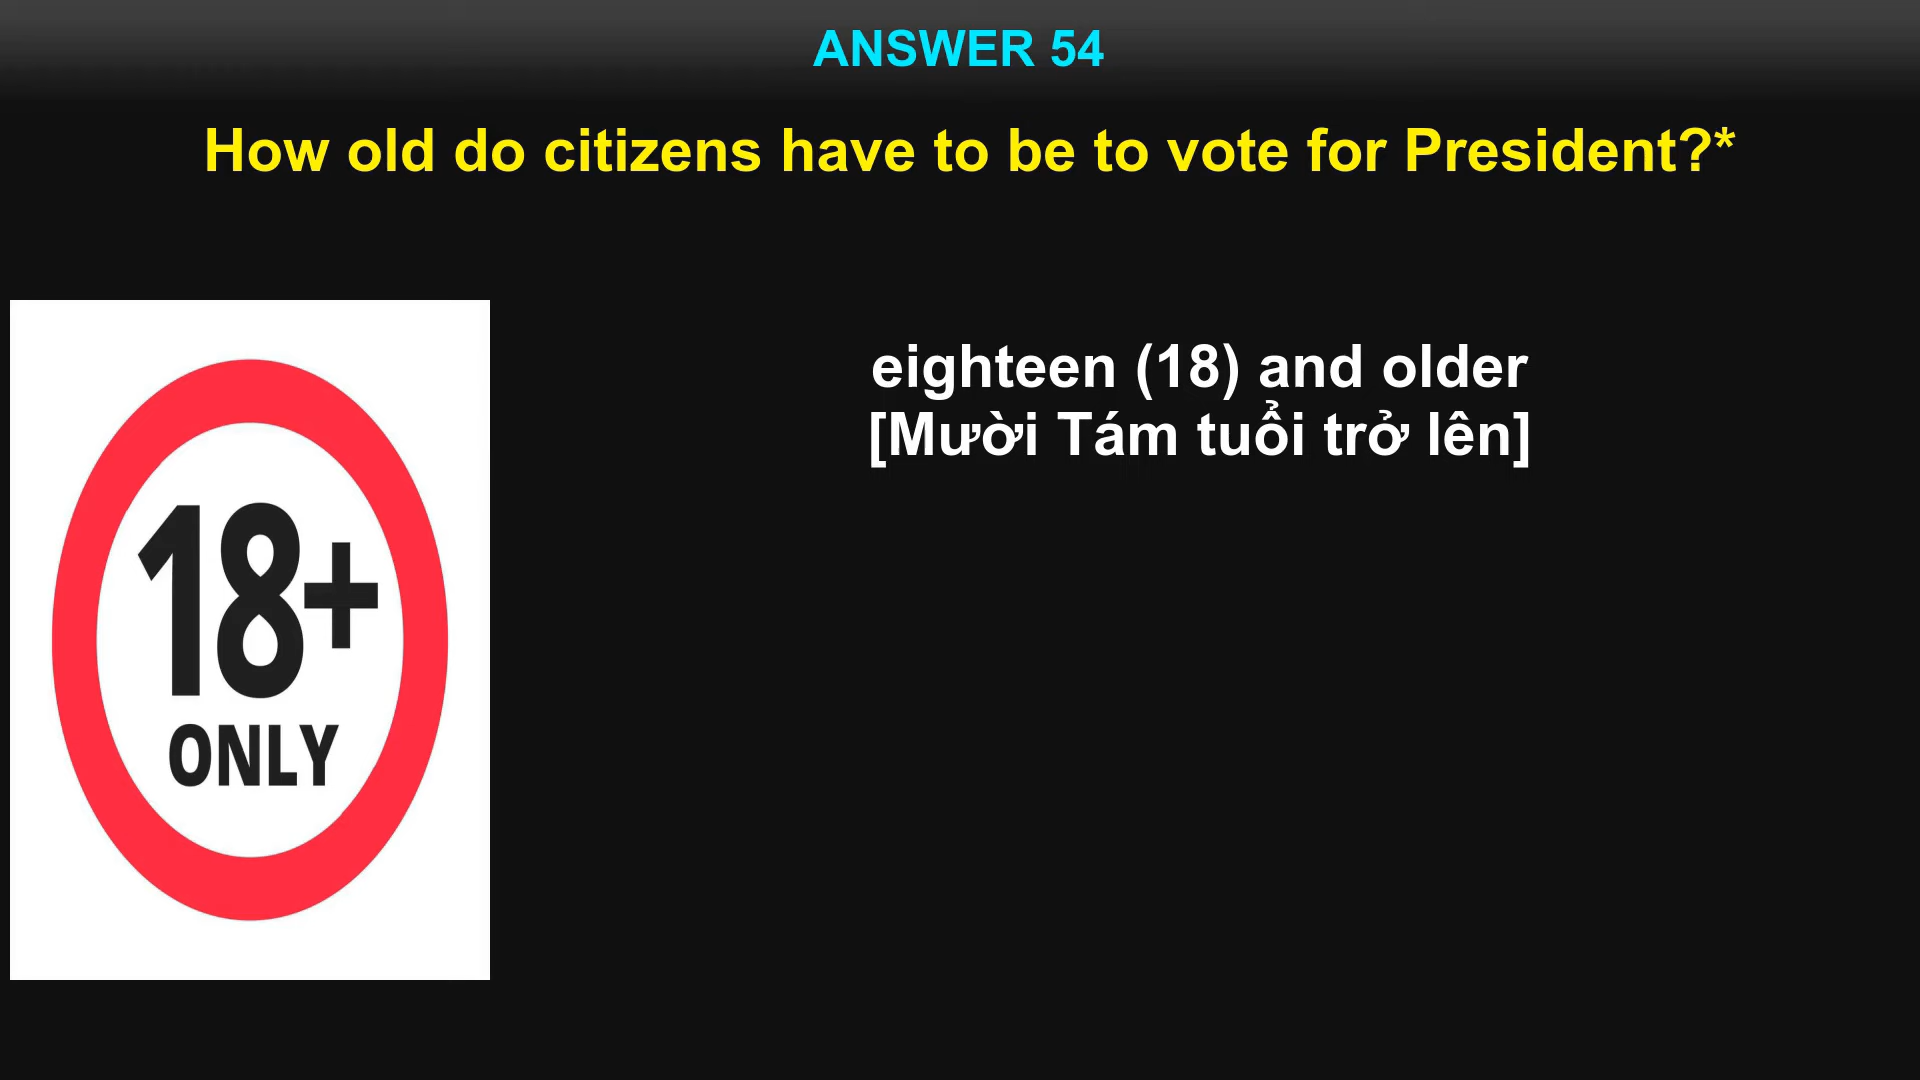 ANSWER 54
How old do citizens have to be to vote for President?*
eighteen (18) and older
[Mười Tám tuổi trở lên]
18+
ONLY